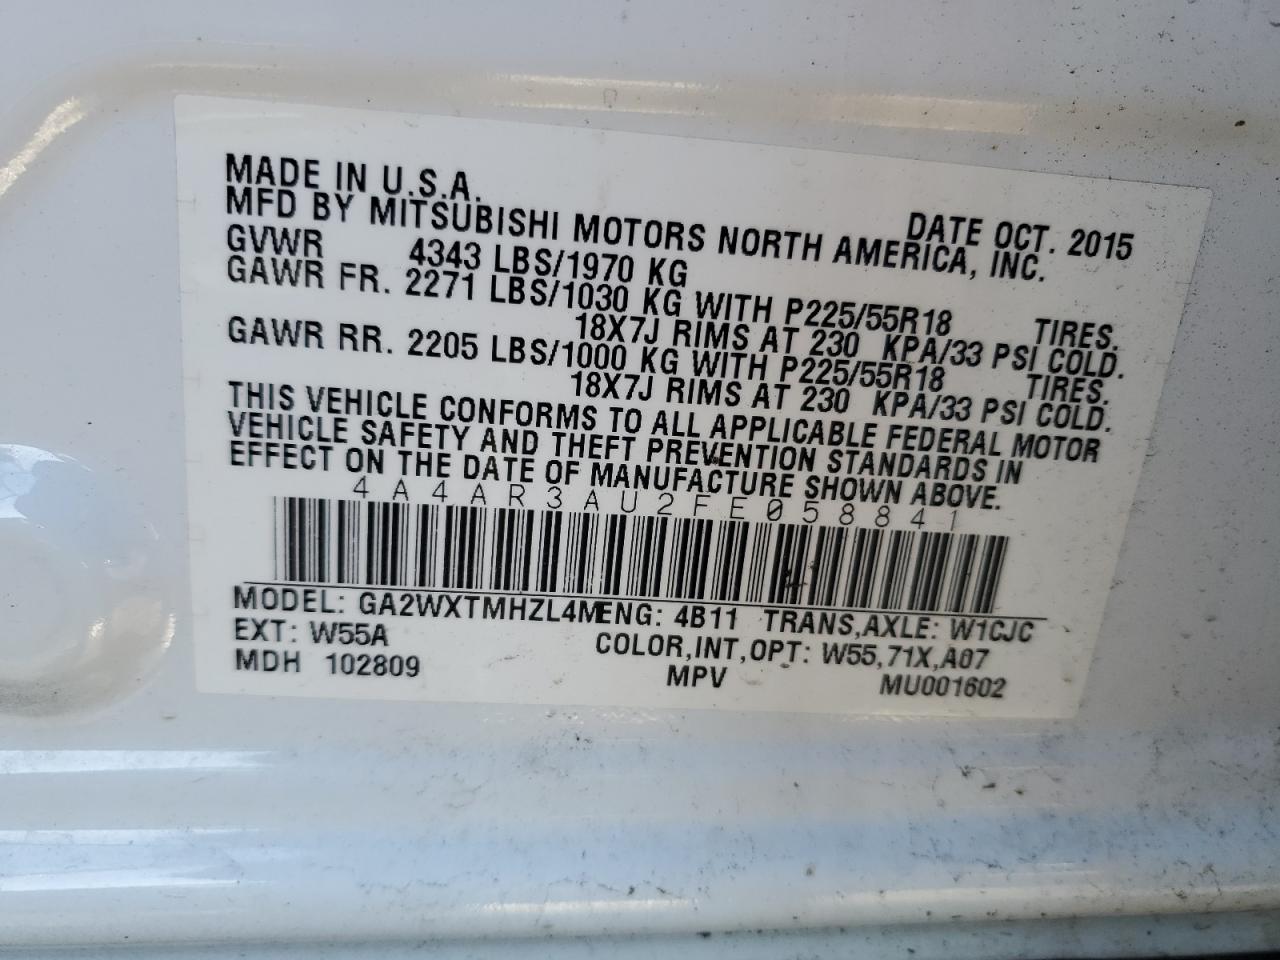 MADE IN U.S.A.
DATE OCT. 2015
MFD BY MITSUBISHI MOTORS NORTH AMERICA, INC.
GVWR 4343 LBS/1970 KG
GAWR FR. 2271 LBS/1030 KG WITH P225/55R18 TIRES.
18X7J RIMS AT 230 KPA/33 PSI COLD.
GAWR RR. 2205 LBS/1000 KG WITH P225/55R18 TIRES.
18X7J RIMS AT 230 KPA/33 PSI COLD.
THIS VEHICLE CONFORMS TO ALL APPLICABLE FEDERAL MOTOR
VEHICLE SAFETY AND THEFT PREVENTION STANDARDS IN
EFFECT ON THE DATE OF MANUFACTURE SHOWN ABOVE.
4A4AR3AU2FE058841
MODEL: GA2WXTMHZL4M ENG: 4B11 TRANS,AXLE: W1CJC
EXT: W55A COLOR,INT,OPT: W55,71X,A07
MDH 102809 MPV MU001602